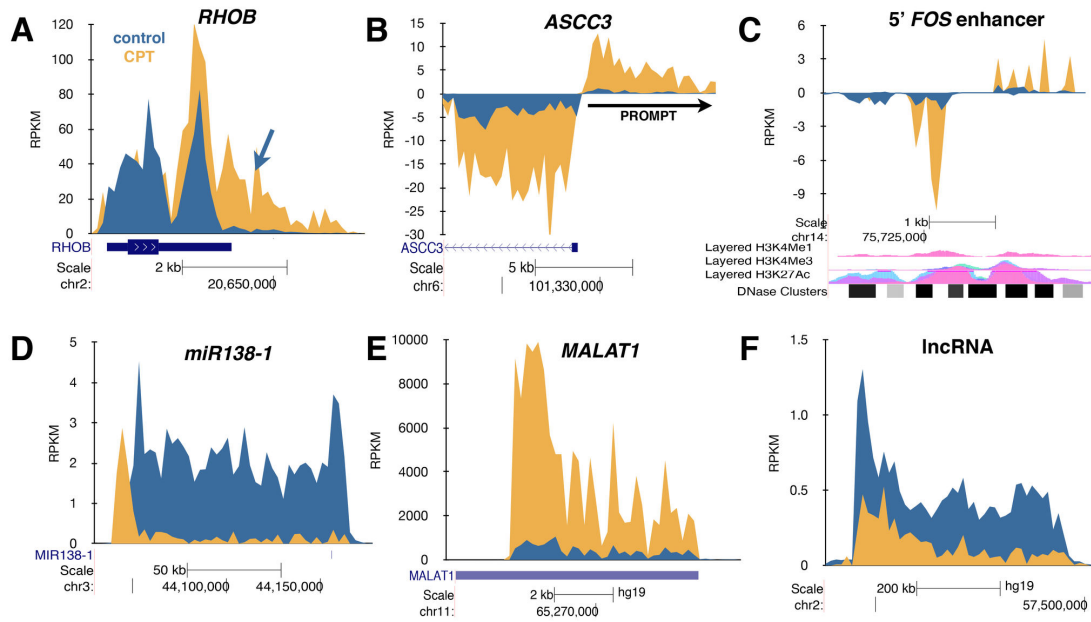 A
RHOB
control
CPT
RPKM
120
100
80
60
40
20
0
RHOB
Scale
2 kb
chr2:
20,650,000
B
ASCC3
RPKM
15
10
5
0
-5
-10
-15
-20
-25
-30
PROMPT
ASCC3
Scale
5 kb
chr6:
101,330,000
C
5' FOS enhancer
RPKM
6
3
0
-3
-6
-9
Scale
1 kb
chr14:
75,725,000
Layered H3K4Me1
Layered H3K4Me3
Layered H3K27Ac
DNase Clusters
D
miR138-1
RPKM
5
4
3
2
1
0
MIR138-1
Scale
50 kb
chr3:
44,100,000
44,150,000
E
MALAT1
RPKM
10000
8000
6000
4000
2000
0
MALAT1
Scale
2 kb
hg19
chr11:
65,270,000
F
lncRNA
RPKM
1.5
1.0
0.5
0.0
Scale
200 kb
hg19
chr2:
57,500,000